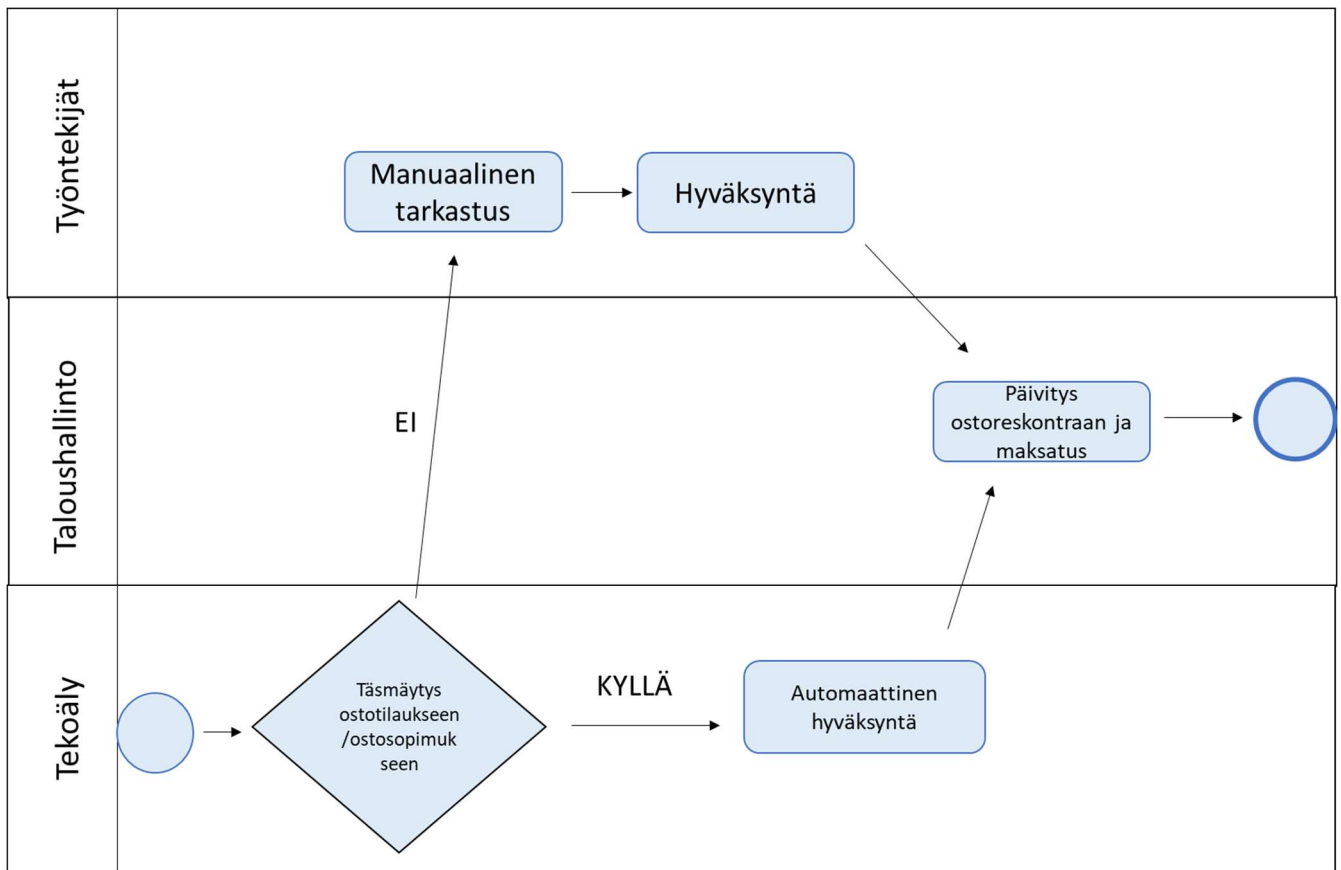 Työntekijät
Manuaalinen
tarkastus
Hyväksyntä
Taloushallinto
EI
Päivitys
ostoreskontraan ja
maksatus
Tekoäly
Täsmäytys
ostotilaukseen
/ostosopimuk
seen
KYLLÄ
Automaattinen
hyväksyntä